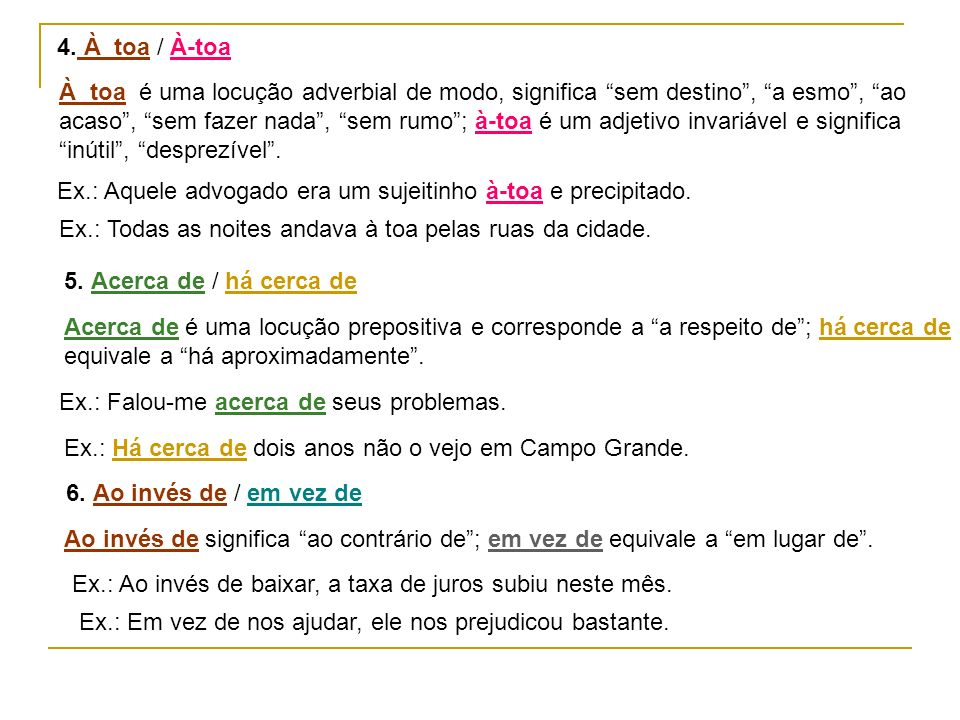 4. À toa / À-toa
À toa é uma locução adverbial de modo, significa “sem destino”, “a esmo”, “ao
acaso”, “sem fazer nada”, “sem rumo”; à-toa é um adjetivo invariável e significa
“inútil”, “desprezível”.
Ex.: Aquele advogado era um sujeitinho à-toa e precipitado.
Ex.: Todas as noites andava à toa pelas ruas da cidade.
5. Acerca de / há cerca de
Acerca de é uma locução prepositiva e corresponde a “a respeito de”; há cerca de
equivale a “há aproximadamente”.
Ex.: Falou-me acerca de seus problemas.
Ex.: Há cerca de dois anos não o vejo em Campo Grande.
6. Ao invés de / em vez de
Ao invés de significa “ao contrário de”; em vez de equivale a “em lugar de”.
Ex.: Ao invés de baixar, a taxa de juros subiu neste mês.
Ex.: Em vez de nos ajudar, ele nos prejudicou bastante.